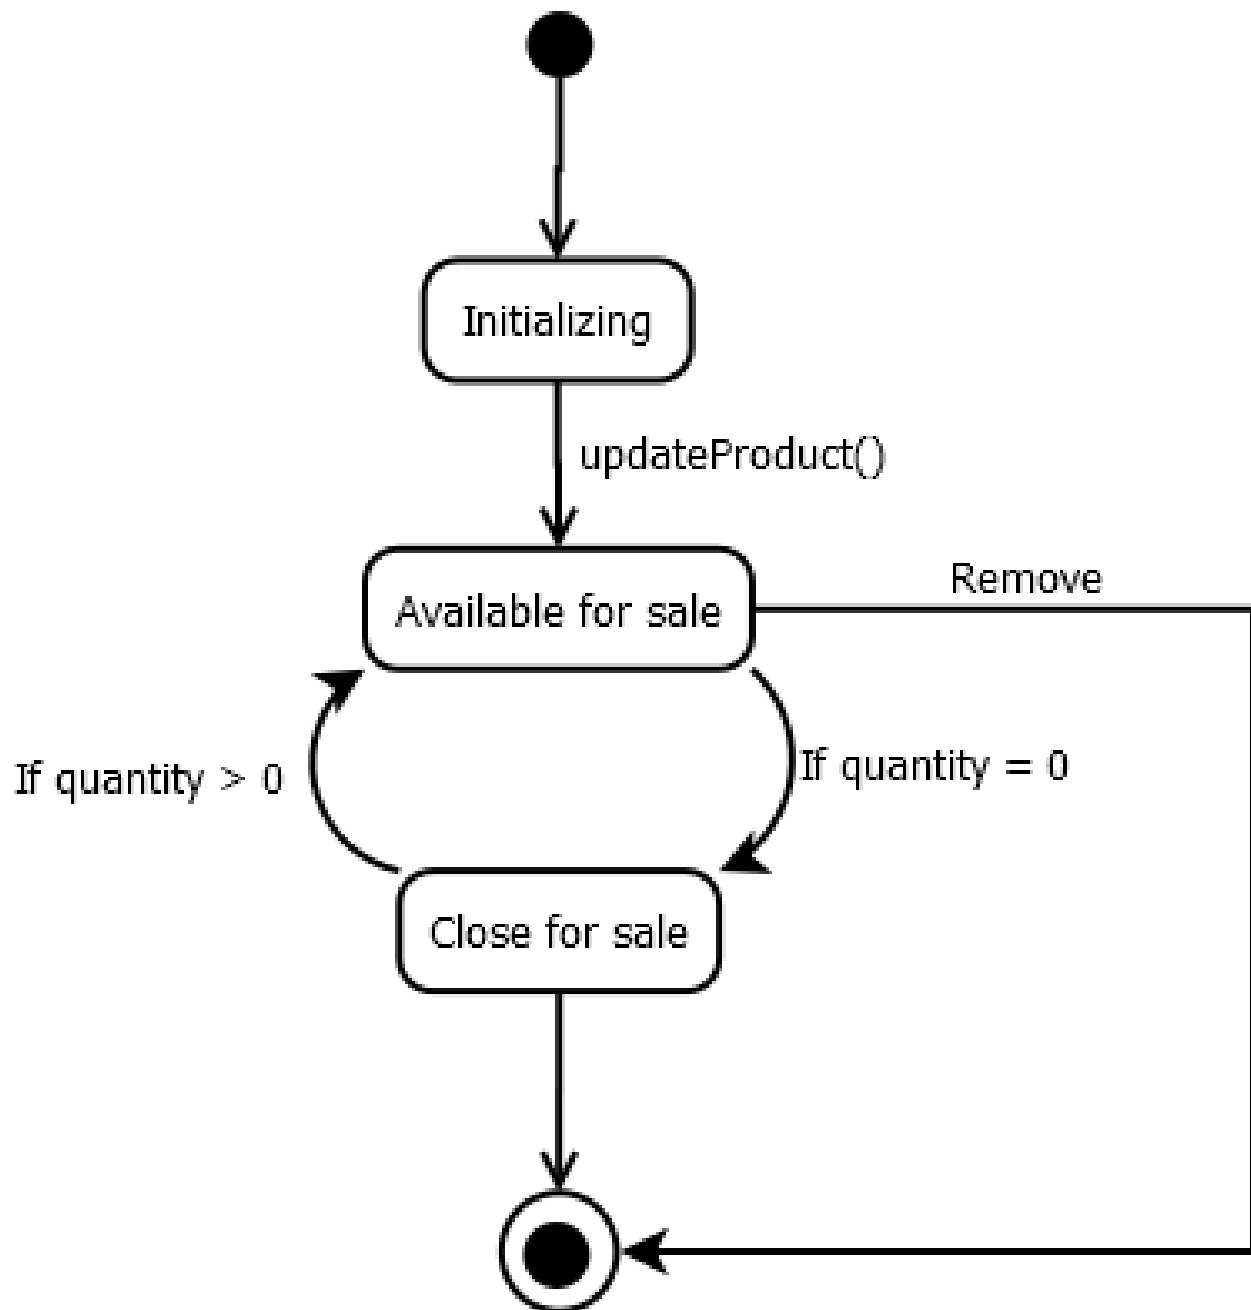 Initializing
updateProduct()
Remove
Available for sale
If quantity > 0
If quantity = 0
Close for sale